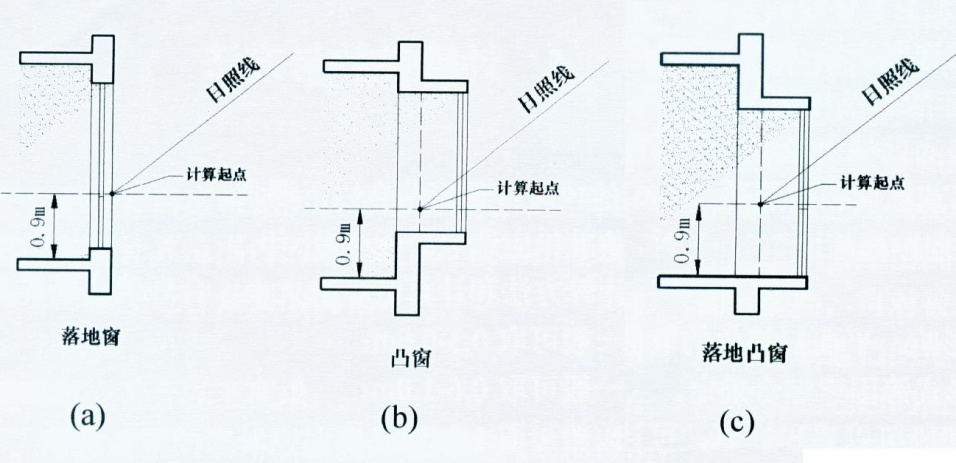 日照线
计算起点
0.9m
落地窗
(a)
日照线
计算起点
0.9m
凸窗
(b)
日照线
计算起点
0.9m
落地凸窗
(c)